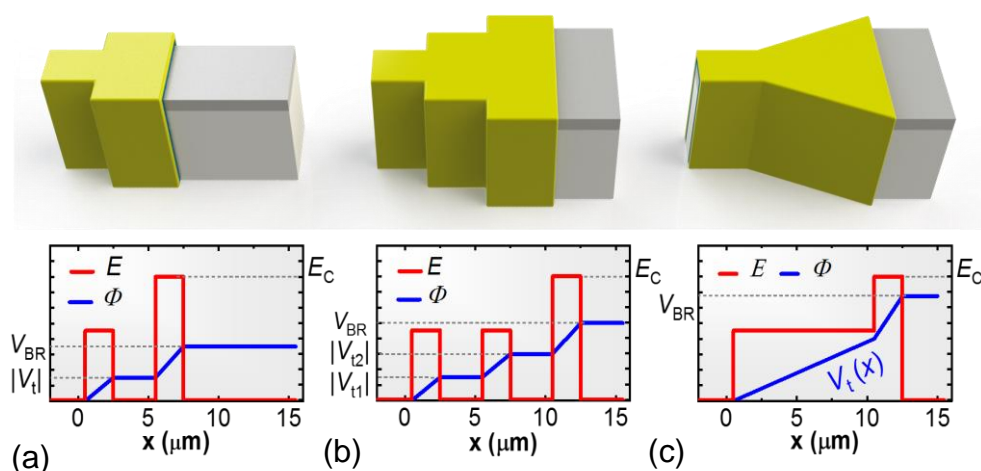 E
Φ
E_C
V_BR
|V_t|
0 5 10 15
x (μm)
(a)
E
Φ
E_C
V_BR
|V_t2|
|V_t1|
0 5 10 15
x (μm)
(b)
E Φ
E_C
V_BR
V_t(x)
0 5 10 15
x (μm)
(c)